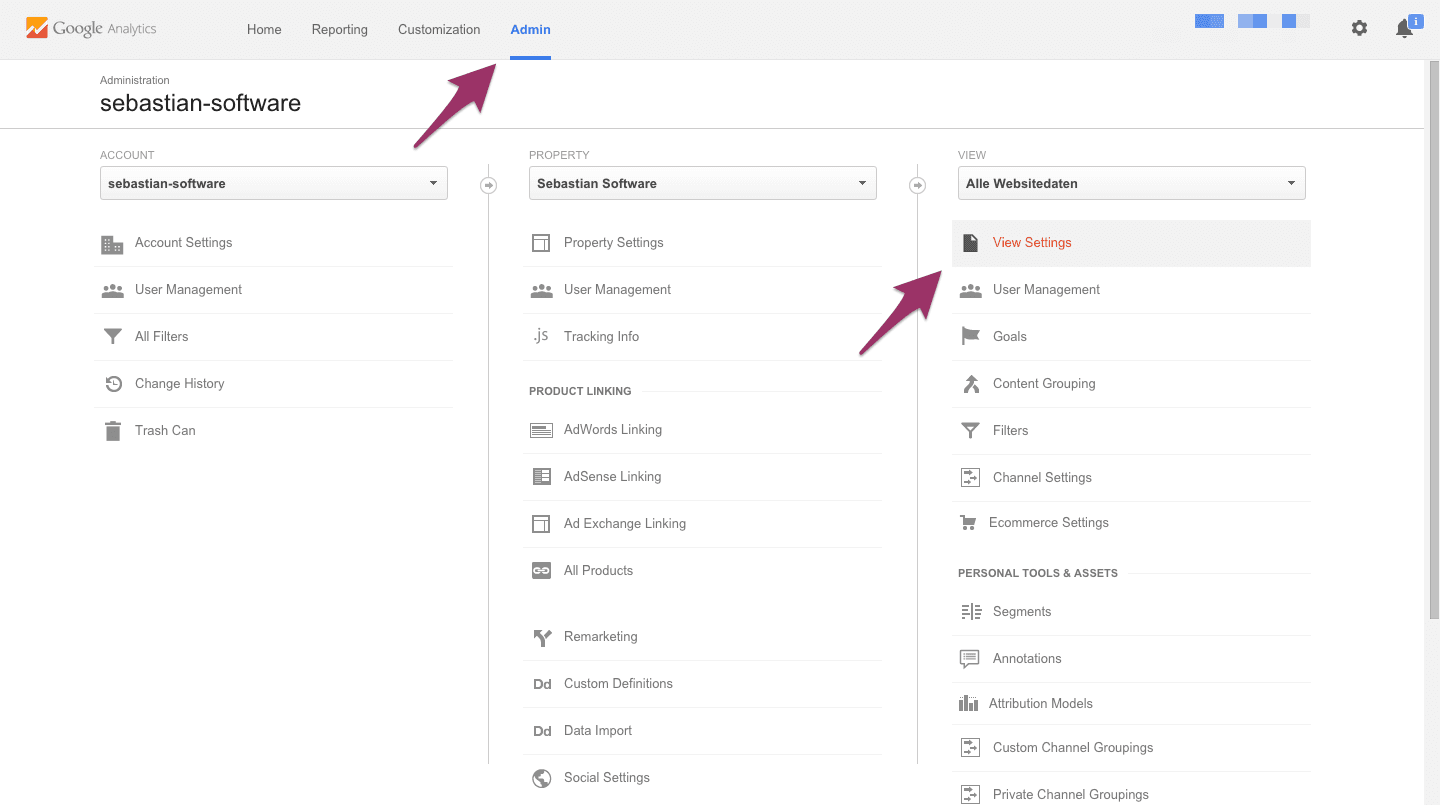 Google Analytics
Home
Reporting
Customization
Admin
i
Administration
sebastian-software
ACCOUNT
sebastian-software
Account Settings
User Management
All Filters
Change History
Trash Can
PROPERTY
Sebastian Software
Property Settings
User Management
.js Tracking Info
PRODUCT LINKING
AdWords Linking
AdSense Linking
Ad Exchange Linking
All Products
Remarketing
Dd Custom Definitions
Dd Data Import
Social Settings
VIEW
Alle Websitedaten
View Settings
User Management
Goals
Content Grouping
Filters
Channel Settings
Ecommerce Settings
PERSONAL TOOLS & ASSETS
Segments
Annotations
Attribution Models
Custom Channel Groupings
Private Channel Groupings